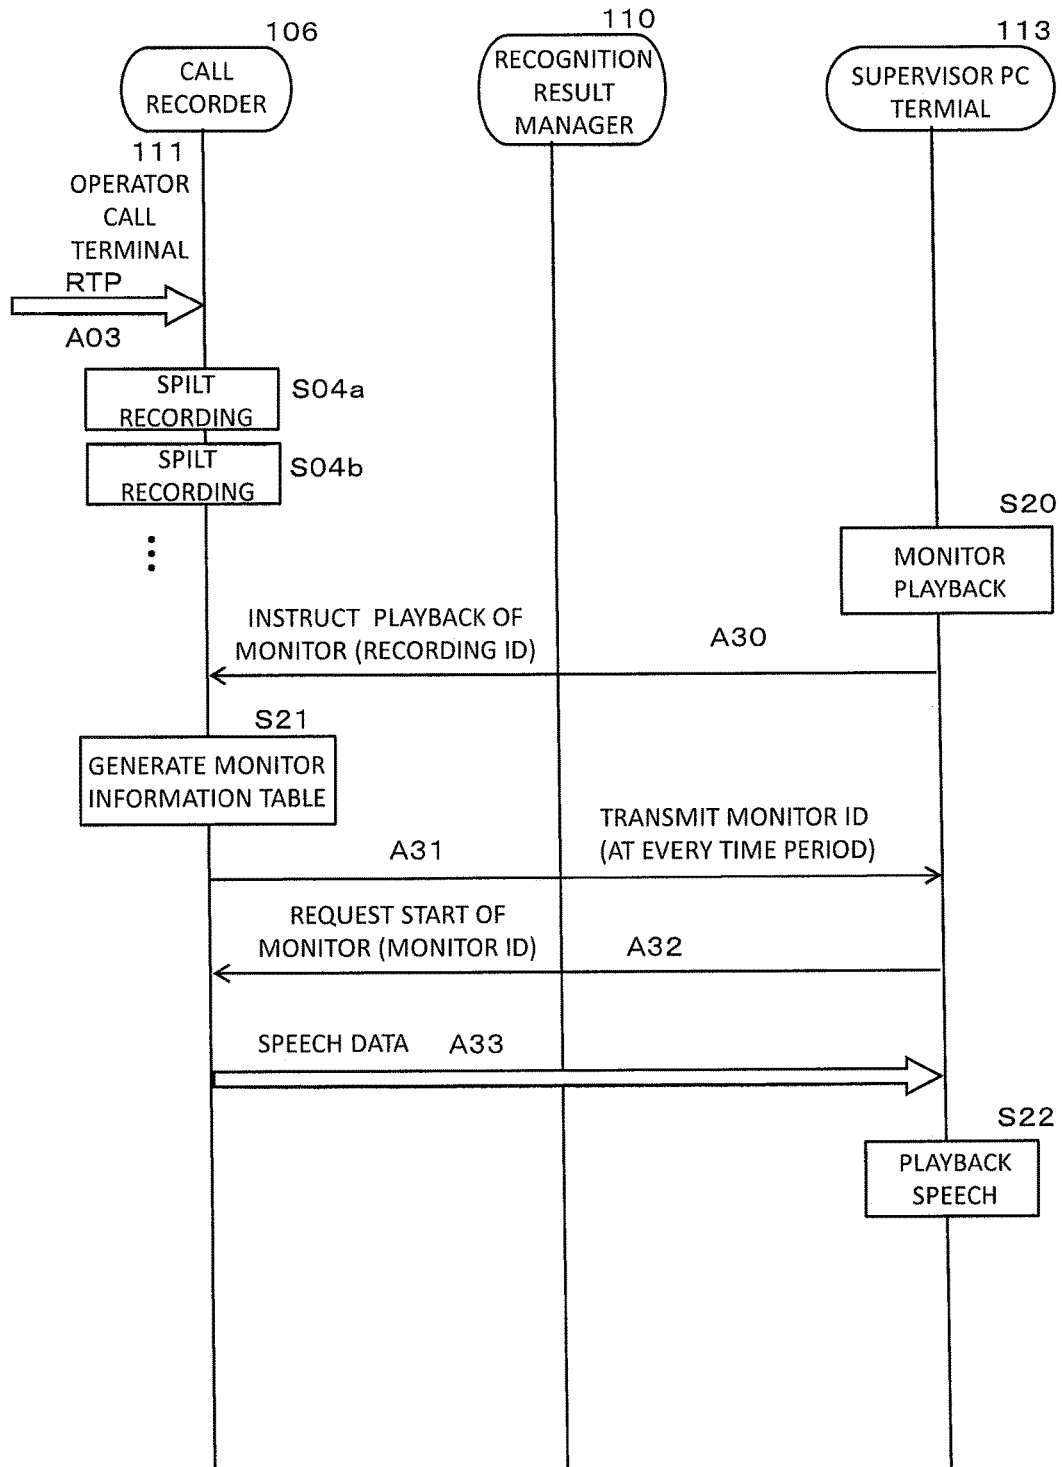 106
110
113
CALL
RECORDER
RECOGNITION
RESULT
MANAGER
SUPERVISOR PC
TERMIAL
111
OPERATOR
CALL
TERMINAL
RTP
A03
SPILT
RECORDING
S04a
SPILT
RECORDING
S04b
S20
MONITOR
PLAYBACK
INSTRUCT PLAYBACK OF
MONITOR (RECORDING ID)
A30
S21
GENERATE MONITOR
INFORMATION TABLE
TRANSMIT MONITOR ID
(AT EVERY TIME PERIOD)
A31
REQUEST START OF
MONITOR (MONITOR ID)
A32
SPEECH DATA A33
S22
PLAYBACK
SPEECH